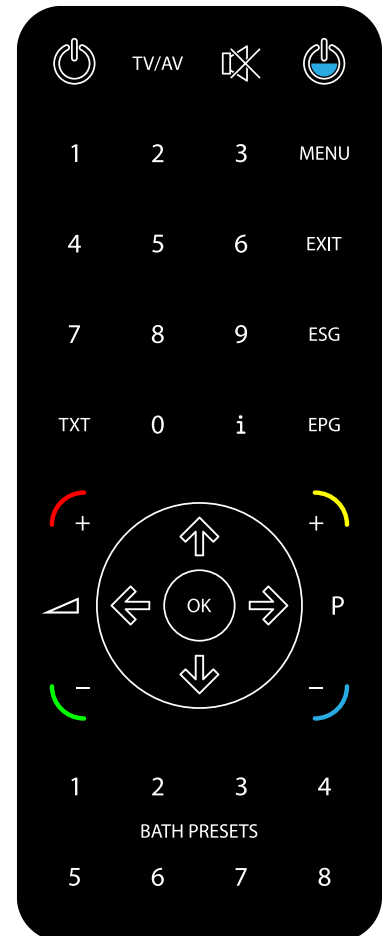 TV/AV
1 2 3 MENU
4 5 6 EXIT
7 8 9 ESG
TXT 0 i EPG
+ +
OK P
- -
1 2 3 4
BATH PRESETS
5 6 7 8